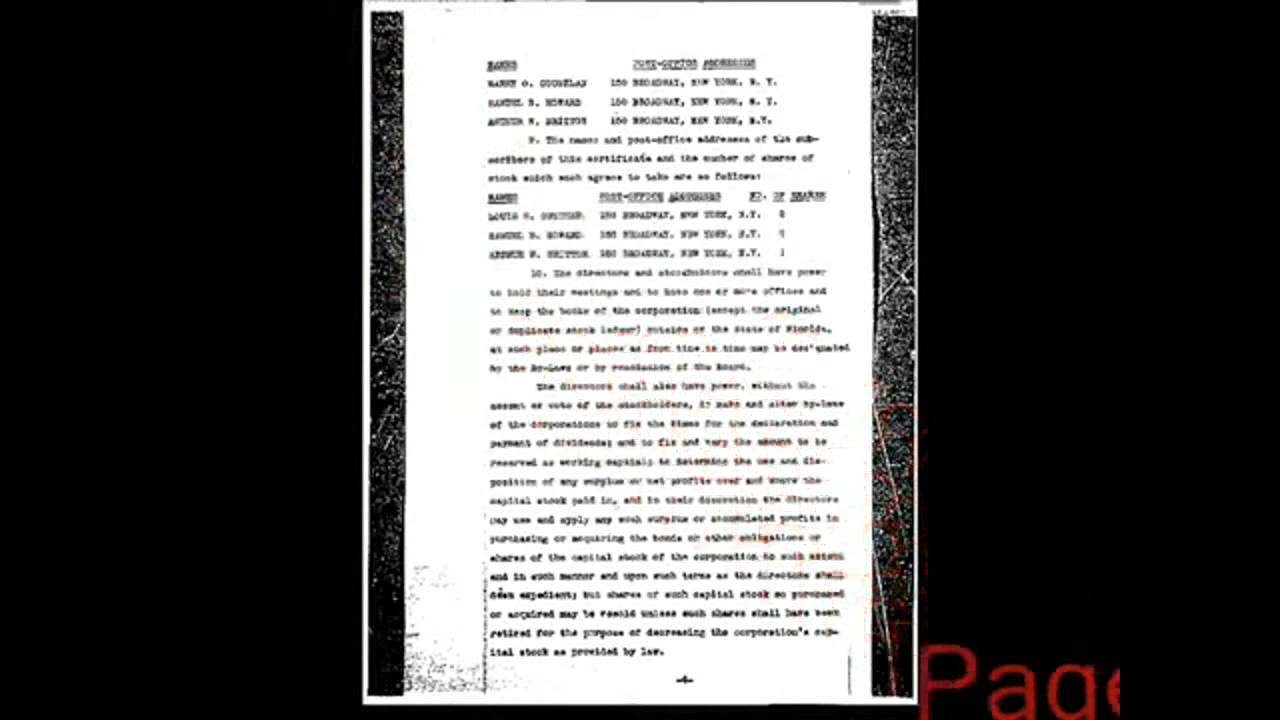 NAMES POST-OFFICE ADDRESSES
HARRY O. 150 BROADWAY, NEW YORK, N. Y.
SAMUEL B. HOWARD 150 BROADWAY, NEW YORK, N. Y.
ARTHUR W. BRITTON 150 BROADWAY, NEW YORK, N.Y.
9. The names and post-office addresses of the sub-
scribers of this certificate and the number of shares of
stock which each agrees to take are as follows:
NAMES POST-OFFICE ADDRESSES NO. OF SHARES
LOUIS 150 BROADWAY, NEW YORK, N.Y.
SAMUEL B. HOWARD 150 BROADWAY, NEW YORK, N.Y.
ARTHUR W. BRITTON 150 BROADWAY, NEW YORK, N.Y. 1
10. The directors and stockholders shall have power
to hold their meetings and to have one or more offices and
to keep the books of the corporation (except the original
or duplicate stock ledger) outside of the State of Florida,
at such place or places as from time to time may be designated
by the By-Laws or by resolution of the Board.
The directors shall also have power, without the
assent or vote of the stockholders, to make and alter by-laws
of the corporation; to fix the times for the declaration and
payment of dividends; and to fix and vary the amount to be
reserved as working capital; to determine the use and dis-
position of any surplus or net profits over and above the
capital stock paid in, and in their discretion the directors
may use and apply any such surplus or accumulated profits in
purchasing or acquiring the bonds or other obligations or
shares of the capital stock of the corporation to such extent
and in such manner and upon such terms as the directors shall
deem expedient; but shares of such capital stock so purchased
or acquired may be resold unless such shares shall have been
retired for the purpose of decreasing the corporation's cap-
ital stock as provided by law.
-4-
Page